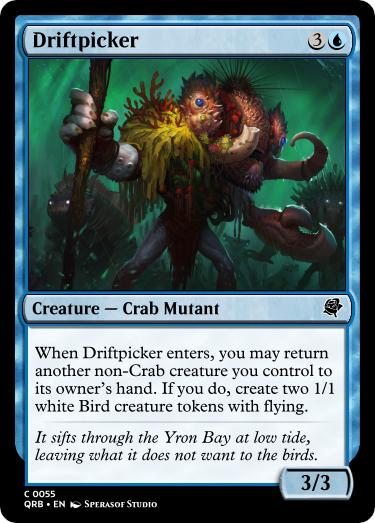 Driftpicker 3
Creature — Crab Mutant
When Driftpicker enters, you may return
another non-Crab creature you control to
its owner's hand. If you do, create two 1/1
white Bird creature tokens with flying.
It sifts through the Yron Bay at low tide,
leaving what it does not want to the birds.
3/3
C 0055
QRB • EN Sperasof Studio